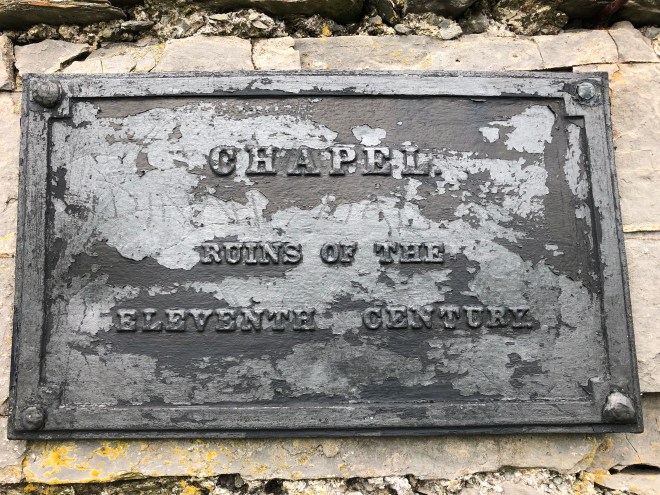 CHAPEL.
RUINS OF THE
ELEVENTH CENTURY.